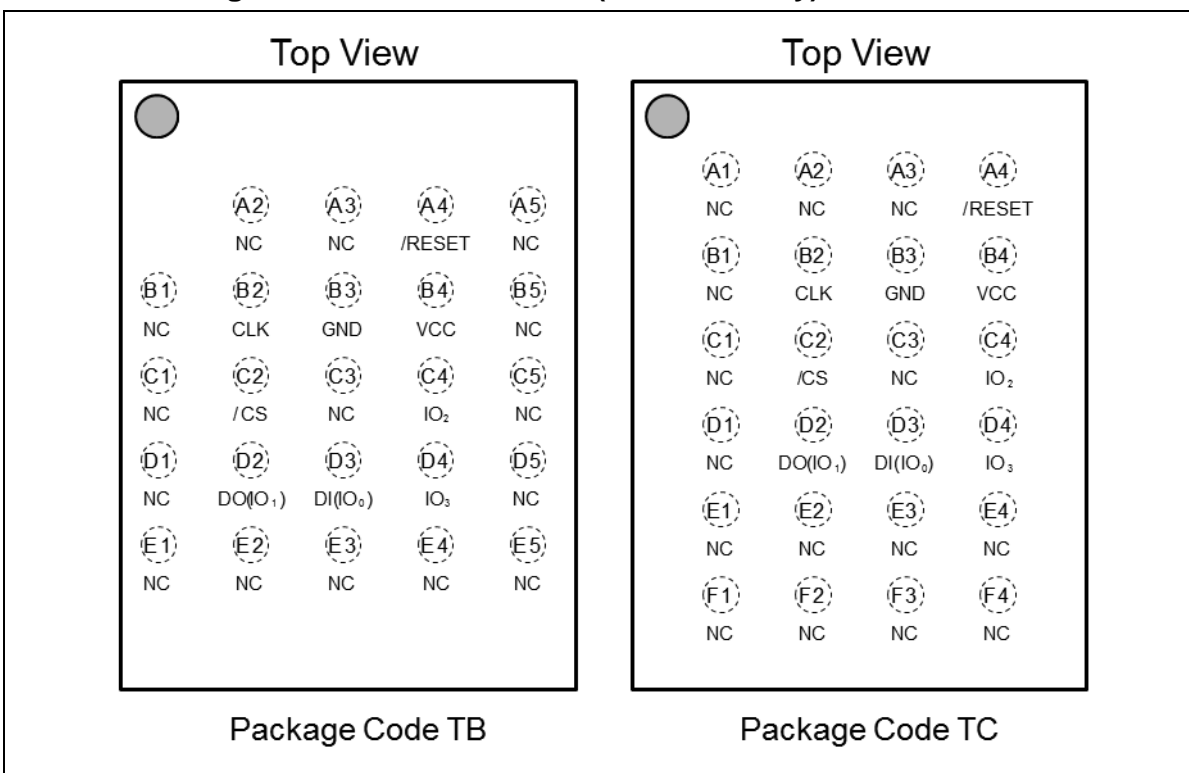 Top View
A2 A3 A4 A5
NC NC /RESET NC
B1 B2 B3 B4 B5
NC CLK GND VCC NC
C1 C2 C3 C4 C5
NC /CS NC IO₂ NC
D1 D2 D3 D4 D5
NC DO(IO₁) DI(IO₀) IO₃ NC
E1 E2 E3 E4 E5
NC NC NC NC NC
Package Code TB
Top View
A1 A2 A3 A4
NC NC NC /RESET
B1 B2 B3 B4
NC CLK GND VCC
C1 C2 C3 C4
NC /CS NC IO₂
D1 D2 D3 D4
NC DO(IO₁) DI(IO₀) IO₃
E1 E2 E3 E4
NC NC NC NC
F1 F2 F3 F4
NC NC NC NC
Package Code TC